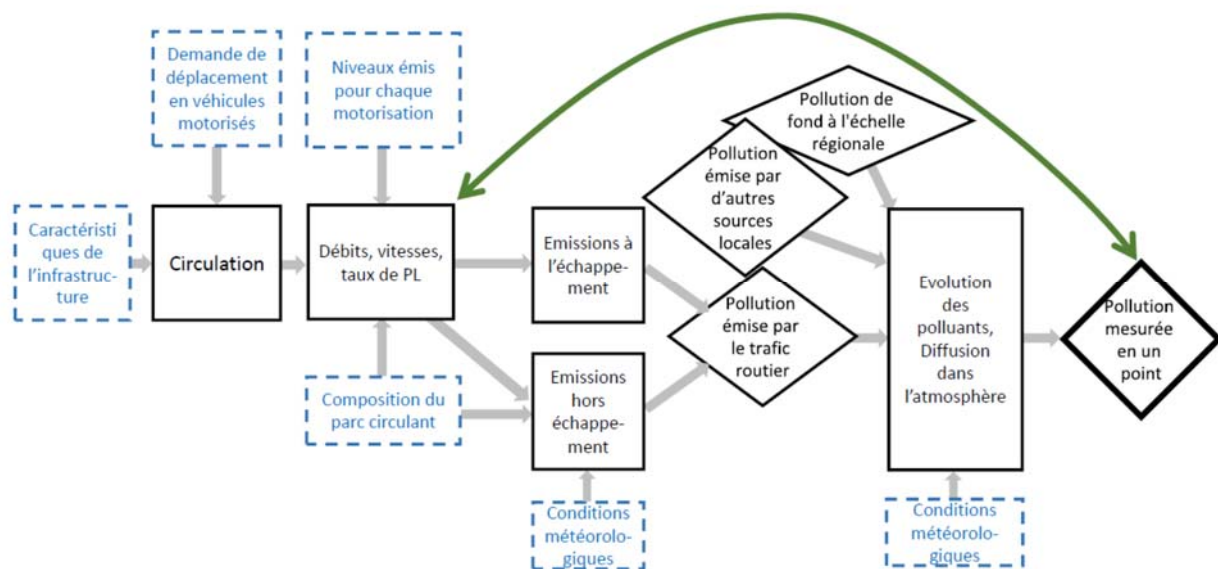 Demande de
déplacement
en véhicules
motorisés
Niveaux émis
pour chaque
motorisation
Pollution de
fond à l'échelle
régionale
Pollution
émise par
d'autres
sources
locales
Caractéristi
ques de
l'infrastruc-
ture
Circulation
Débits, vitesses,
taux de PL
Emissions à
l'échappe-
ment
Evolution
des
polluants,
Diffusion
dans
l'atmosphère
Pollution
mesurée
en un
point
Pollution
émise par
le trafic
routier
Composition du
parc circulant
Emissions
hors
échappe-
ment
Conditions
météorolo-
giques
Conditions
météorolo-
giques